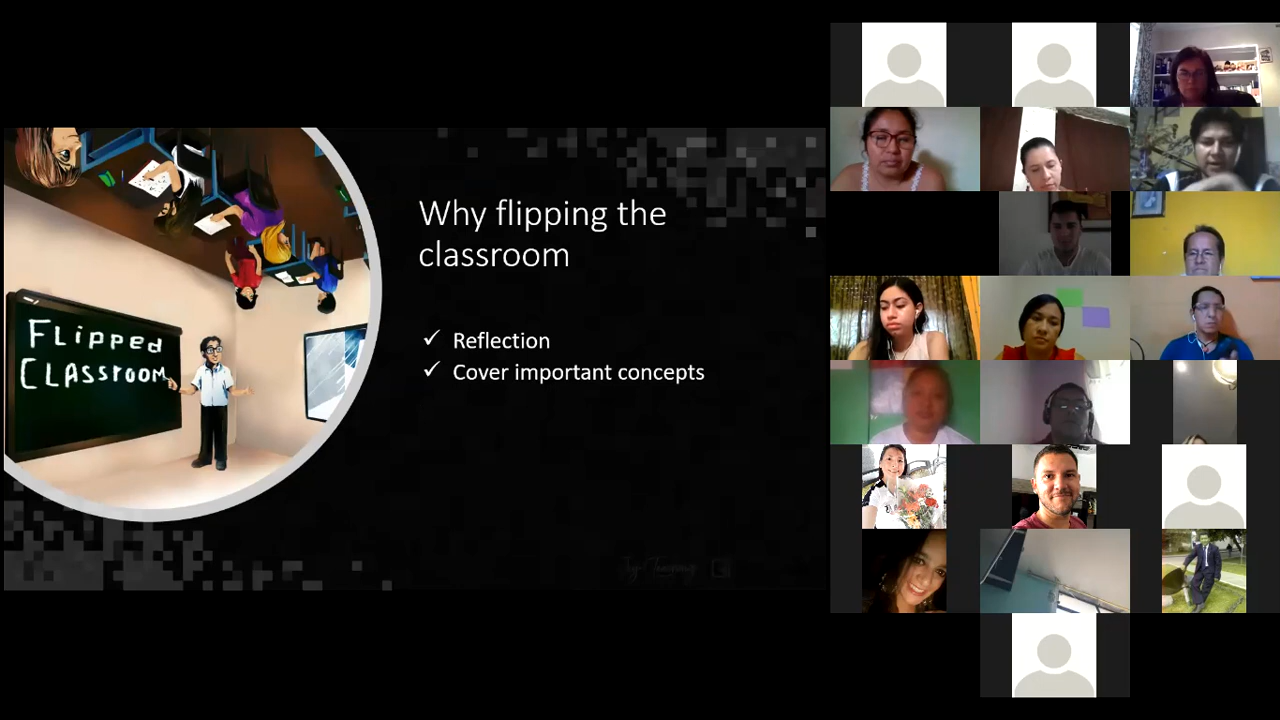 Why flipping the
classroom
✓ Reflection
✓ Cover important concepts
FLipped
CLAssrooM